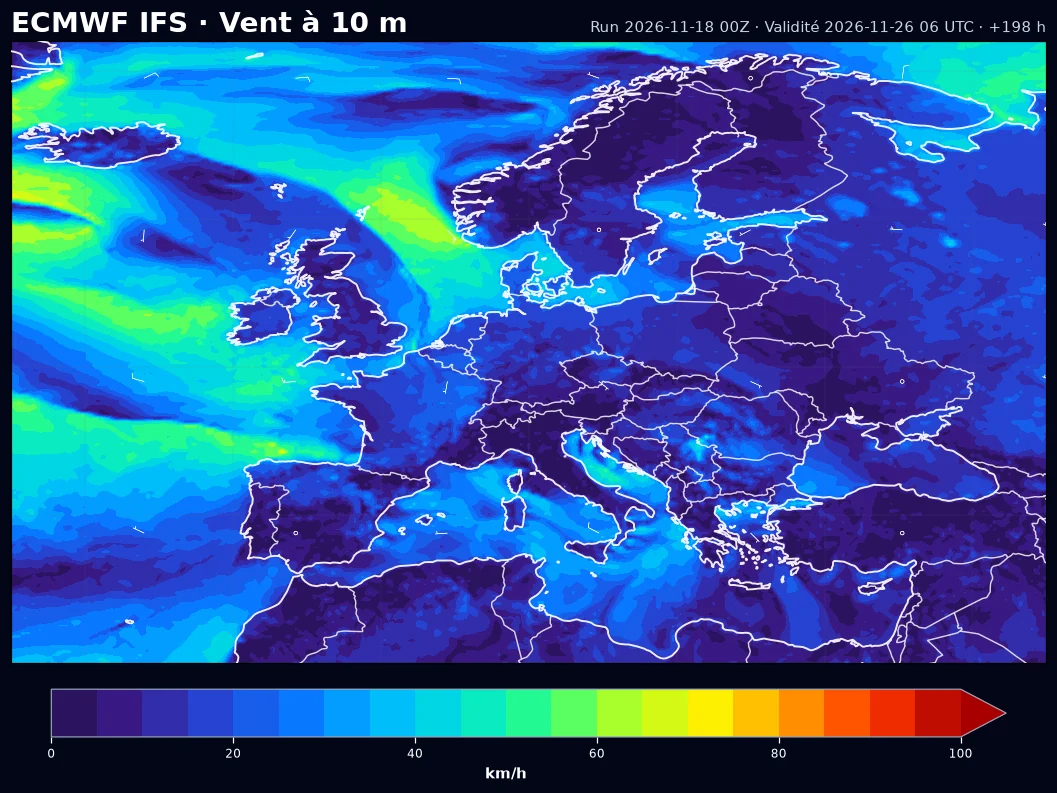 ECMWF IFS · Vent à 10 m
Run 2026-11-18 00Z · Validité 2026-11-26 06 UTC · +198 h
0 20 40 60 80 100
km/h